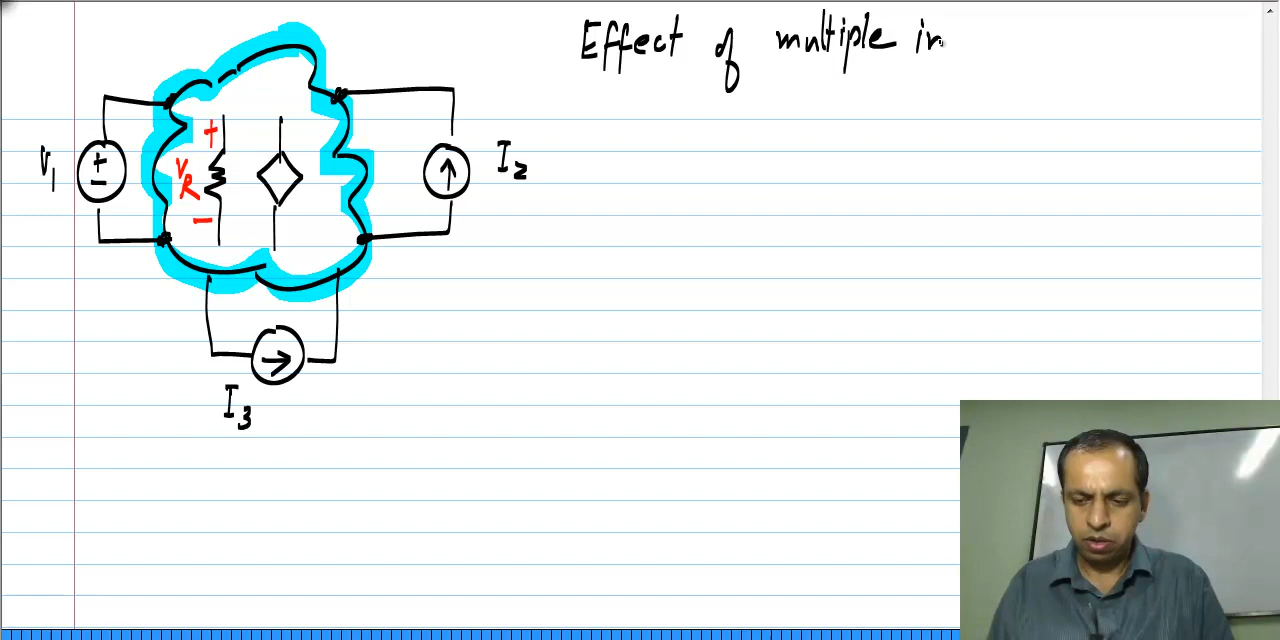 Effect of multiple in
V1
+
-
+
VR
-
I2
I3